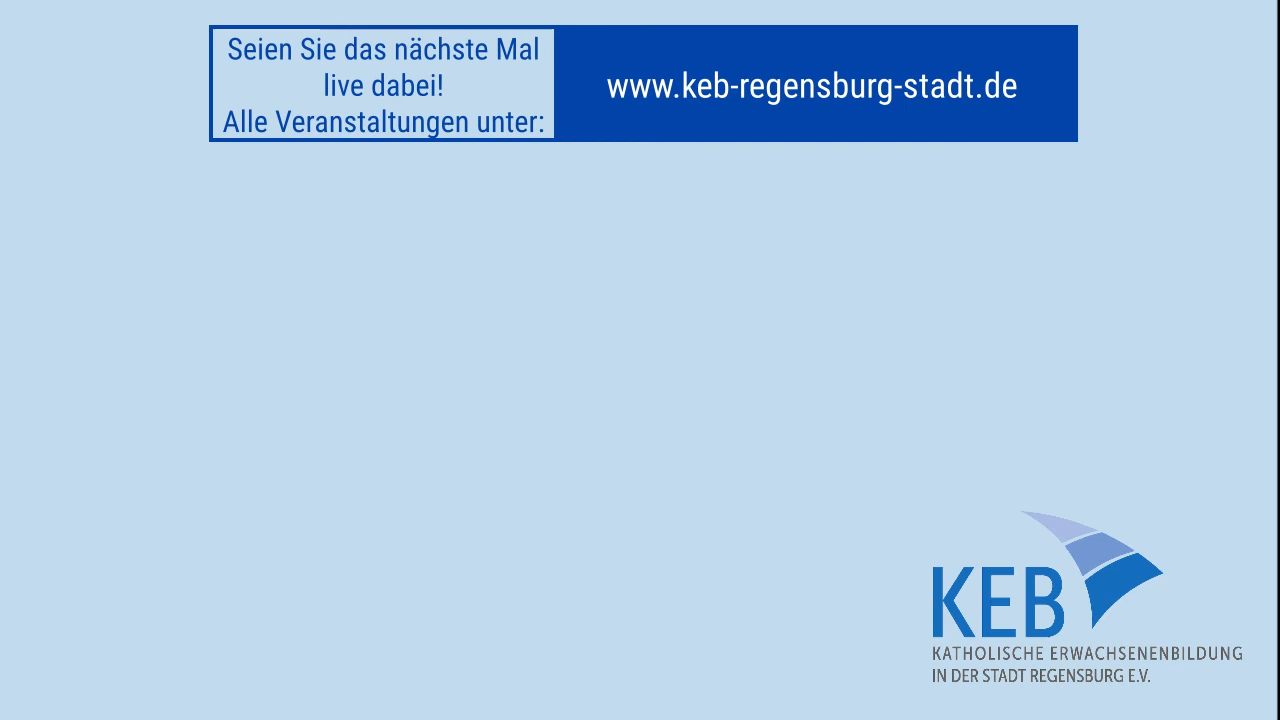 Seien Sie das nächste Mal
live dabei!
Alle Veranstaltungen unter:
www.keb-regensburg-stadt.de
KEB
KATHOLISCHE ERWACHSENENBILDUNG
IN DER STADT REGENSBURG E.V.